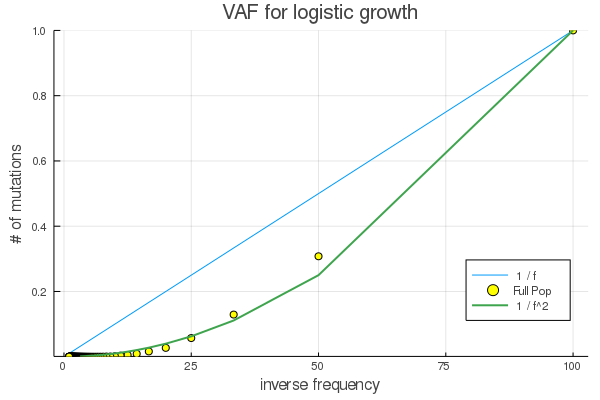 VAF for logistic growth
# of mutations
1.0
0.8
0.6
0.4
0.2
0
25
50
75
100
inverse frequency
1 / f
Full Pop
1 / f^2